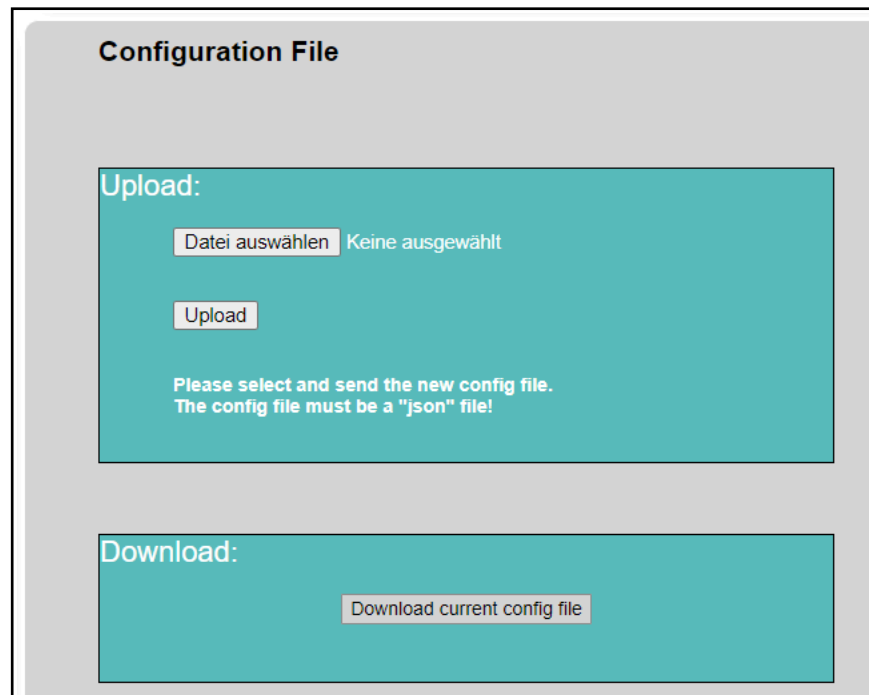 Configuration File
Upload:
Datei auswählen Keine ausgewählt
Upload
Please select and send the new config file.
The config file must be a "json" file!
Download:
Download current config file